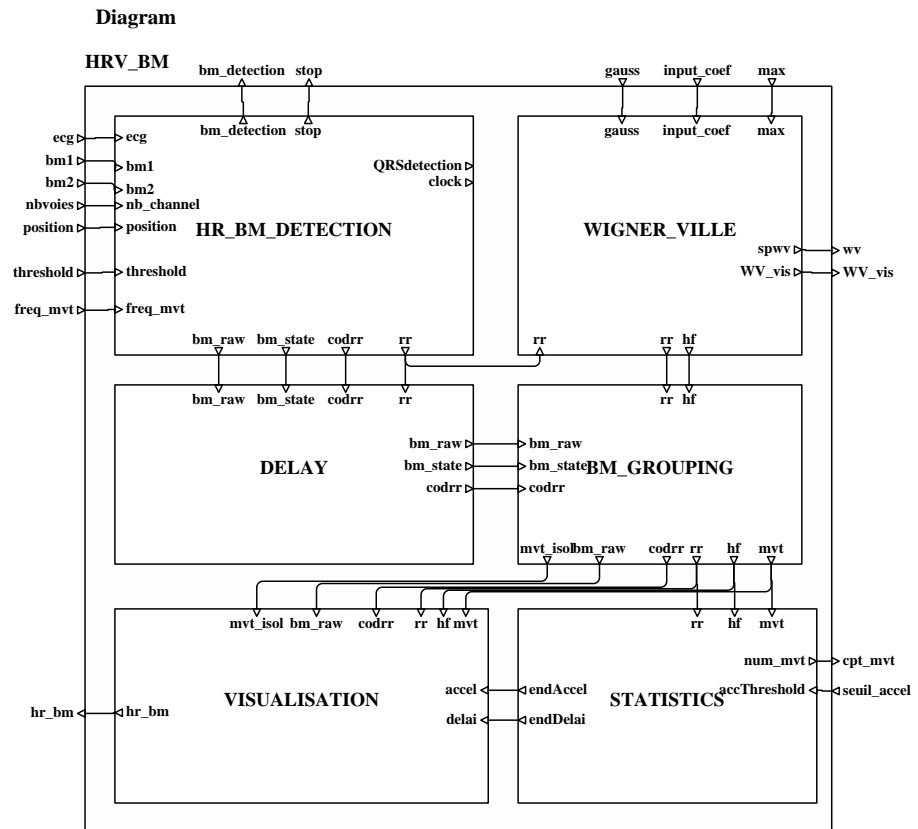 Diagram
HRV_BM
bm_detection stop gauss input_coef max
bm_detection stop gauss input_coef max
ecg ecg
bm1 bm1 QRSdetection
bm2 bm2 clock
nbvoies nb_channel
position position HR_BM_DETECTION WIGNER_VILLE
spwv wv
threshold threshold WV_vis WV_vis
freq_mvt freq_mvt
bm_raw bm_state codrr rr rr rr hf
bm_raw bm_state codrr rr rr hf
bm_raw bm_raw
DELAY bm_state bm_state BM_GROUPING
codrr codrr
mvt_isol bm_raw codrr rr hf mvt
mvt_isol bm_raw codrr rr hf mvt rr hf mvt
num_mvt cpt_mvt
VISUALISATION accel endAccel STATISTICS accThreshold seuil_accel
hr_bm hr_bm delai endDelai